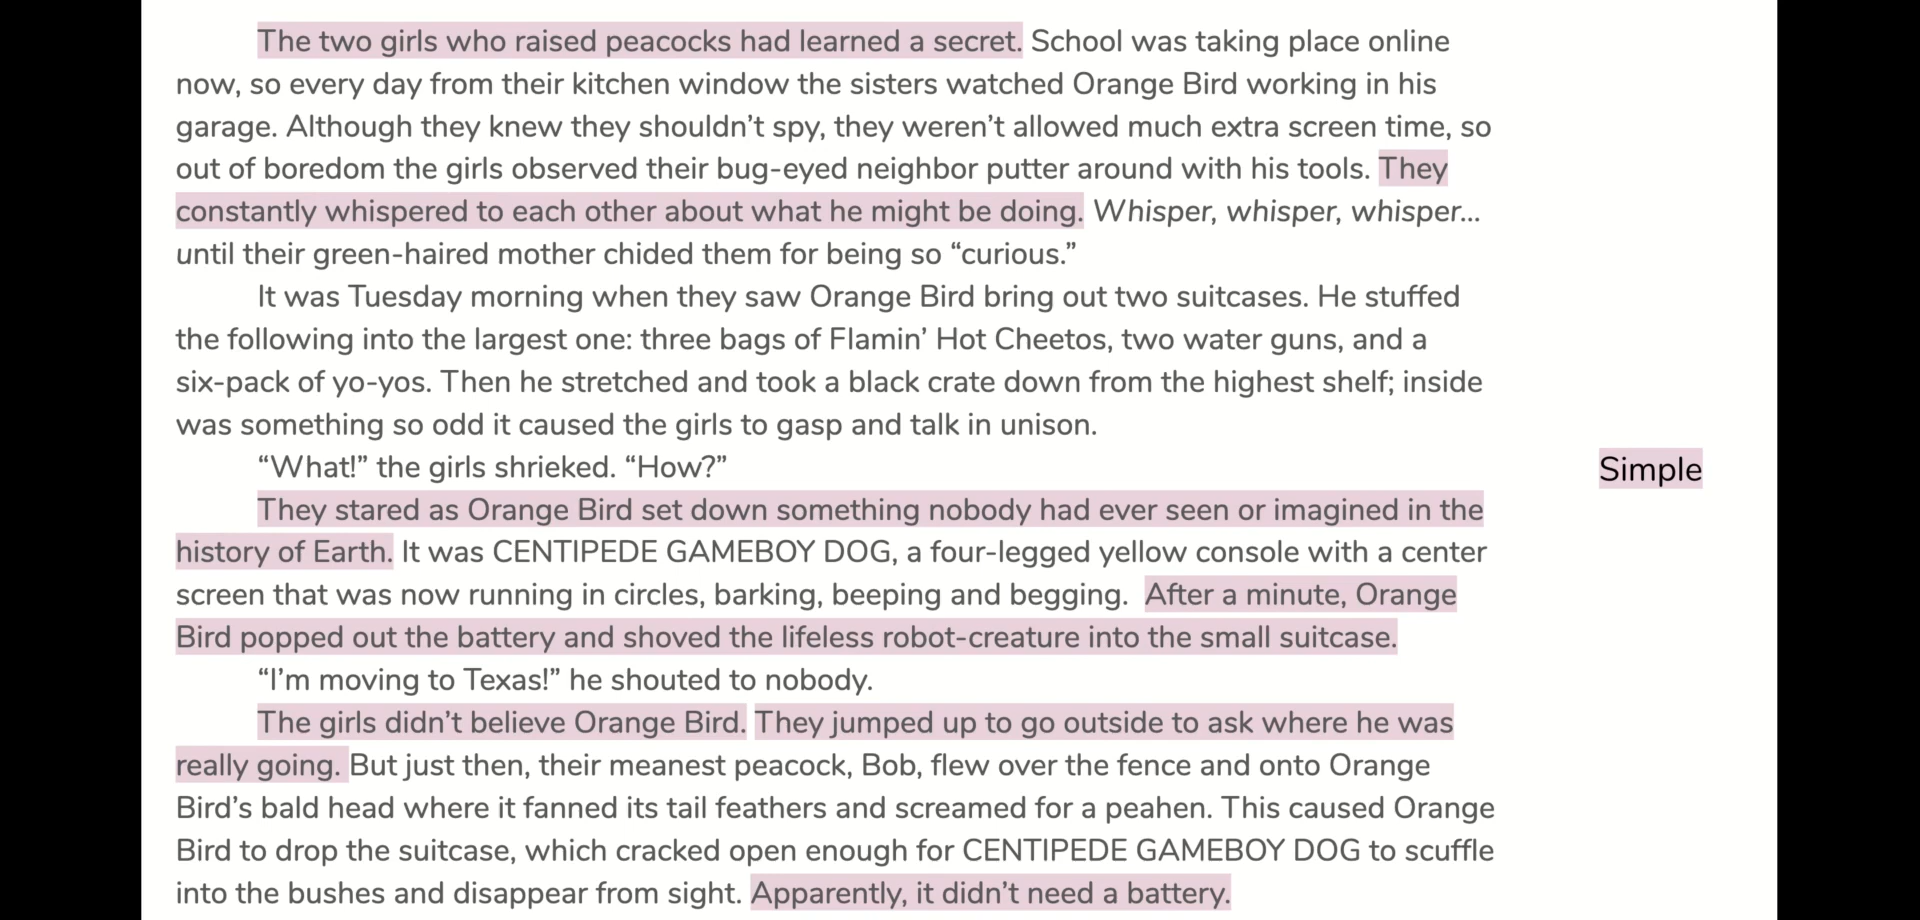 The two girls who raised peacocks had learned a secret. School was taking place online
now, so every day from their kitchen window the sisters watched Orange Bird working in his
garage. Although they knew they shouldn’t spy, they weren’t allowed much extra screen time, so
out of boredom the girls observed their bug-eyed neighbor putter around with his tools. They
constantly whispered to each other about what he might be doing. Whisper, whisper, whisper...
until their green-haired mother chided them for being so “curious.”
It was Tuesday morning when they saw Orange Bird bring out two suitcases. He stuffed
the following into the largest one: three bags of Flamin’ Hot Cheetos, two water guns, and a
six-pack of yo-yos. Then he stretched and took a black crate down from the highest shelf; inside
was something so odd it caused the girls to gasp and talk in unison.
“What!” the girls shrieked. “How?”
Simple
They stared as Orange Bird set down something nobody had ever seen or imagined in the
history of Earth. It was CENTIPEDE GAMEBOY DOG, a four-legged yellow console with a center
screen that was now running in circles, barking, beeping and begging. After a minute, Orange
Bird popped out the battery and shoved the lifeless robot-creature into the small suitcase.
“I’m moving to Texas!” he shouted to nobody.
The girls didn’t believe Orange Bird. They jumped up to go outside to ask where he was
really going. But just then, their meanest peacock, Bob, flew over the fence and onto Orange
Bird’s bald head where it fanned its tail feathers and screamed for a peahen. This caused Orange
Bird to drop the suitcase, which cracked open enough for CENTIPEDE GAMEBOY DOG to scuffle
into the bushes and disappear from sight. Apparently, it didn’t need a battery.